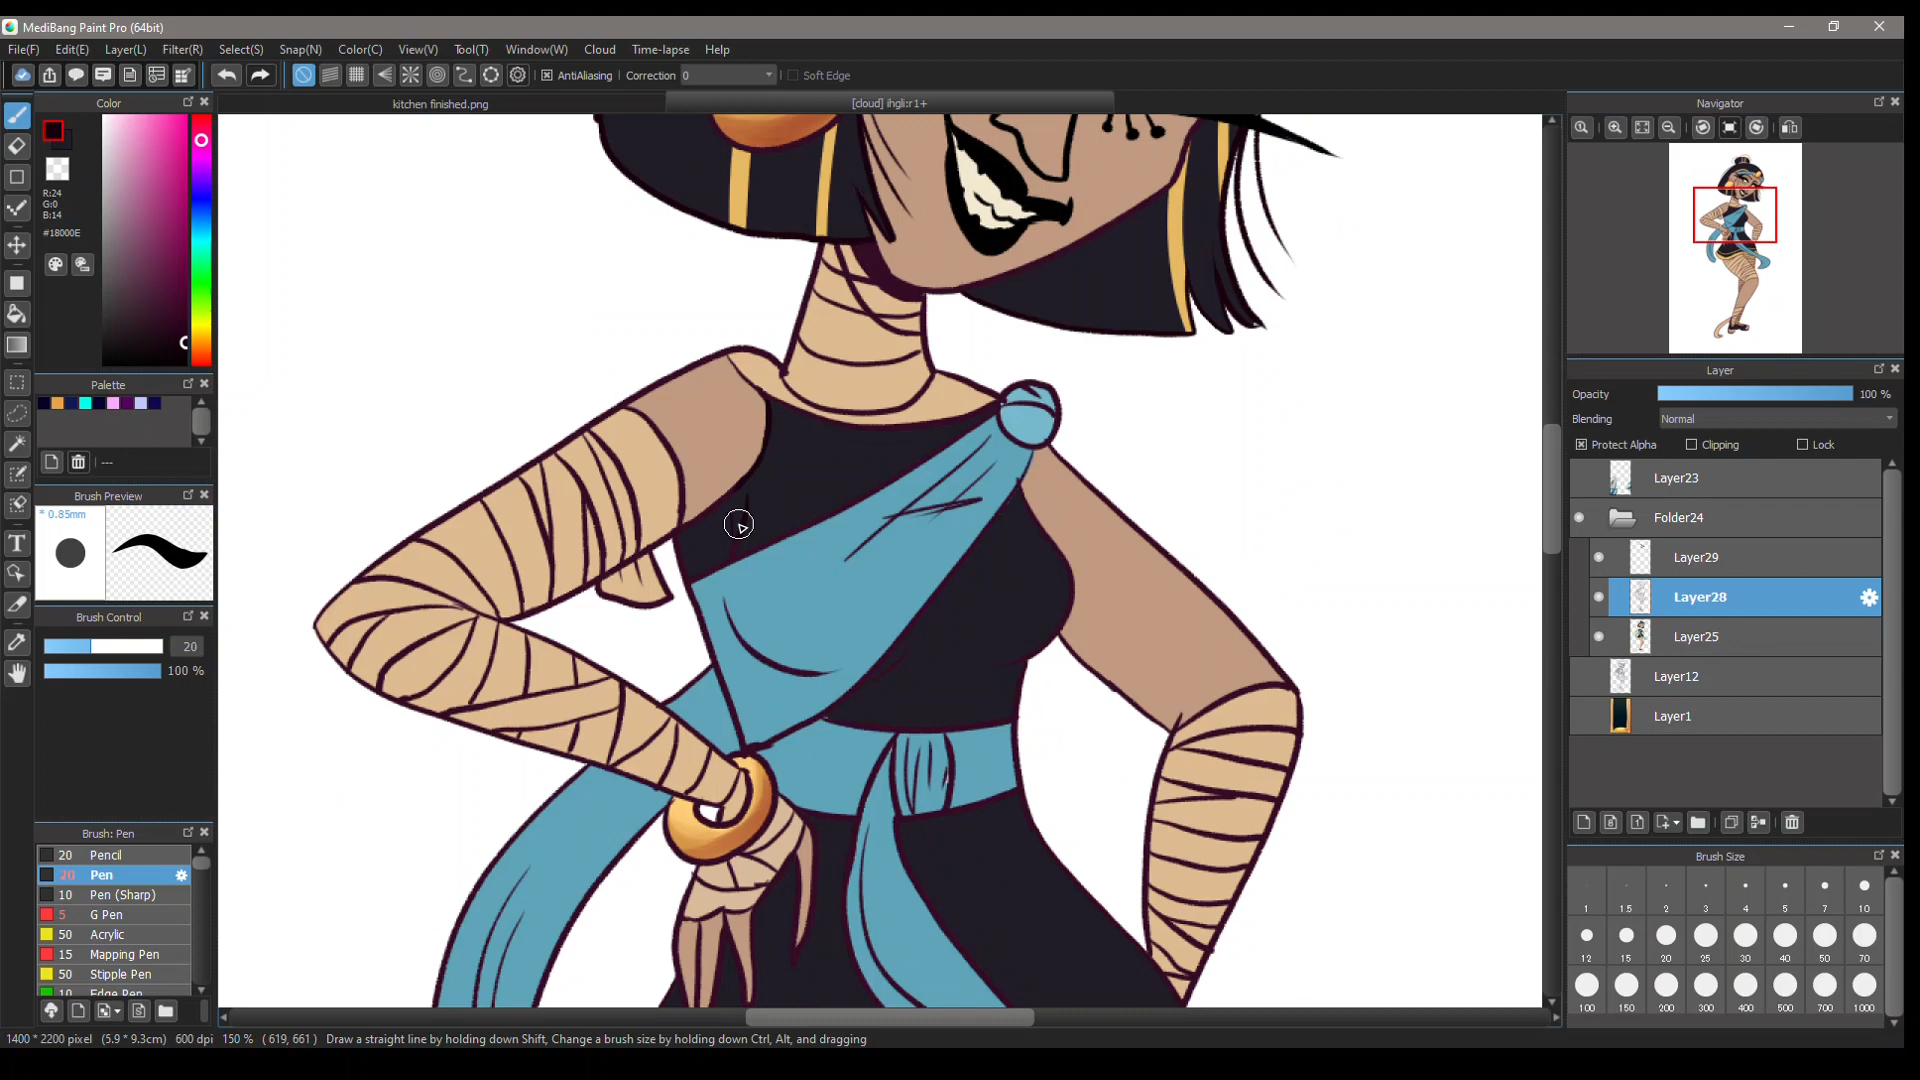 MediBang Paint Pro (64bit)
File(F) Edit(E) Layer(L) Filter(R) Select(S) Snap(N) Color(C) View(V) Tool(T) Window(W) Cloud Time-lapse Help
AntiAliasing Correction 0 Soft Edge
Color
kitchen finished.png
[cloud] ihgli:r1+
Navigator
R:24
G:0
B:14
#18000E
Palette
---
Brush Preview
* 0.85mm
Brush Control
20
100 %
Brush: Pen
20 Pencil
20 Pen
10 Pen (Sharp)
5 G Pen
50 Acrylic
15 Mapping Pen
50 Stipple Pen
10 Edge Pen
Layer
Opacity 100 %
Blending Normal
Protect Alpha Clipping Lock
Layer23
Folder24
Layer29
Layer28
Layer25
Layer12
Layer1
Brush Size
1 1.5 2 3 4 5 7 10
12 15 20 25 30 40 50 70
100 150 200 300 400 500 700 1000
1400 * 2200 pixel (5.9 * 9.3cm) 600 dpi 150 % ( 619, 661 ) Draw a straight line by holding down Shift, Change a brush size by holding down Ctrl, Alt, and dragging